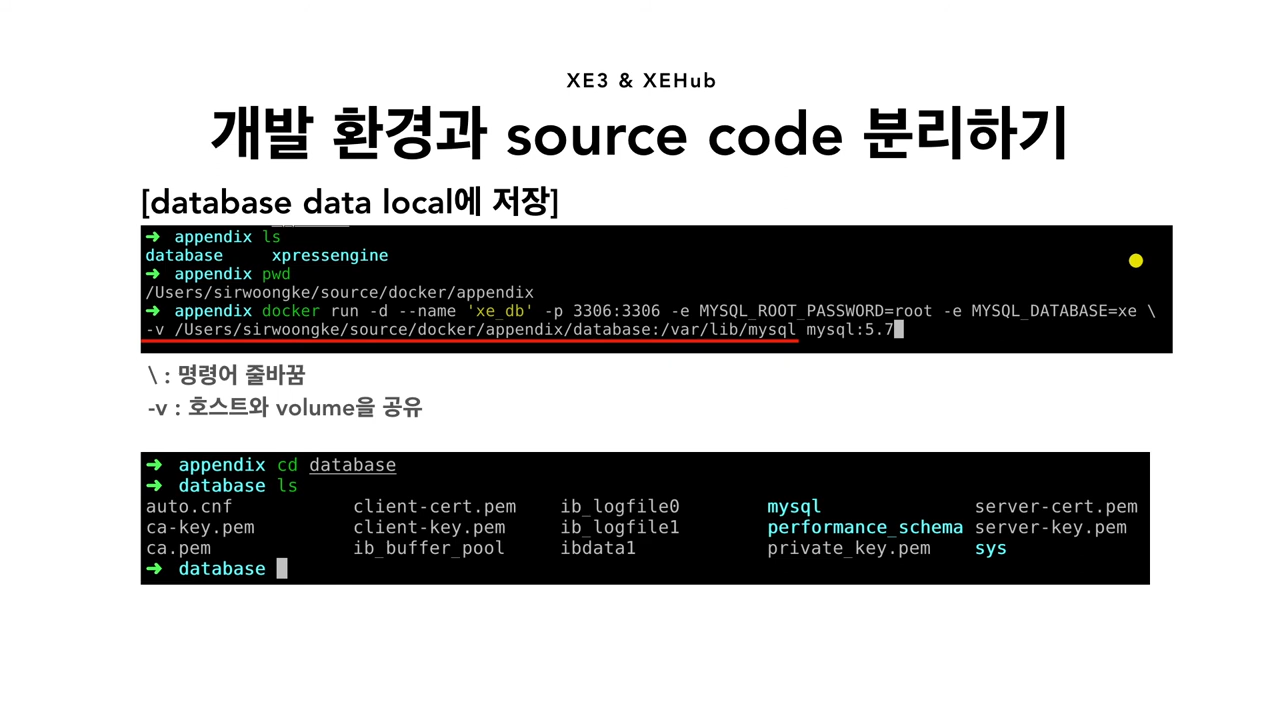 XE3 & XEHub
개발 환경과 source code 분리하기
[database data local에 저장]
➜ appendix ls
database xpressengine
➜ appendix pwd
/Users/sirwoongke/source/docker/appendix
➜ appendix docker run -d --name 'xe_db' -p 3306:3306 -e MYSQL_ROOT_PASSWORD=root -e MYSQL_DATABASE=xe \
-v /Users/sirwoongke/source/docker/appendix/database:/var/lib/mysql mysql:5.7
\ : 명령어 줄바꿈
-v : 호스트와 volume을 공유
➜ appendix cd database
➜ database ls
auto.cnf client-cert.pem ib_logfile0 mysql server-cert.pem
ca-key.pem client-key.pem ib_logfile1 performance_schema server-key.pem
ca.pem ib_buffer_pool ibdata1 private_key.pem sys
➜ database